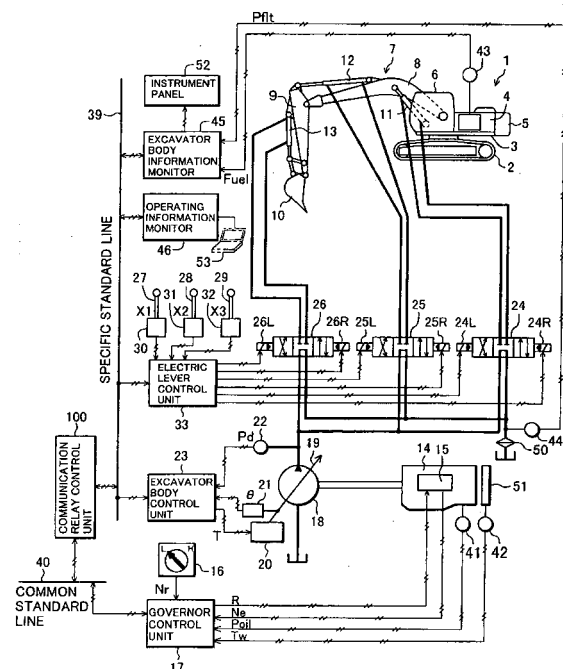 Pflt
52
INSTRUMENT
PANEL
39
45
EXCAVATOR
BODY
INFORMATION
MONITOR
Fuel
OPERATING
INFORMATION
MONITOR
46
53
SPECIFIC STANDARD LINE
7
12
8
6
43
1
4
5
9
13
11
3
2
10
27
28
29
31
32
X1
X2
X3
30
26
26L
26R
25
25L
25R
24
24L
24R
ELECTRIC
LEVER CONTROL
UNIT
33
44
50
22
Pd
19
14
15
51
100
COMMUNICATION
RELAY CONTROL
UNIT
23
EXCAVATOR
BODY
CONTROL
UNIT
θ
21
T
20
18
41
42
L
H
16
40
COMMON
STANDARD
LINE
Nr
GOVERNOR
CONTROL
UNIT
17
R
Ne
Poil
Tw